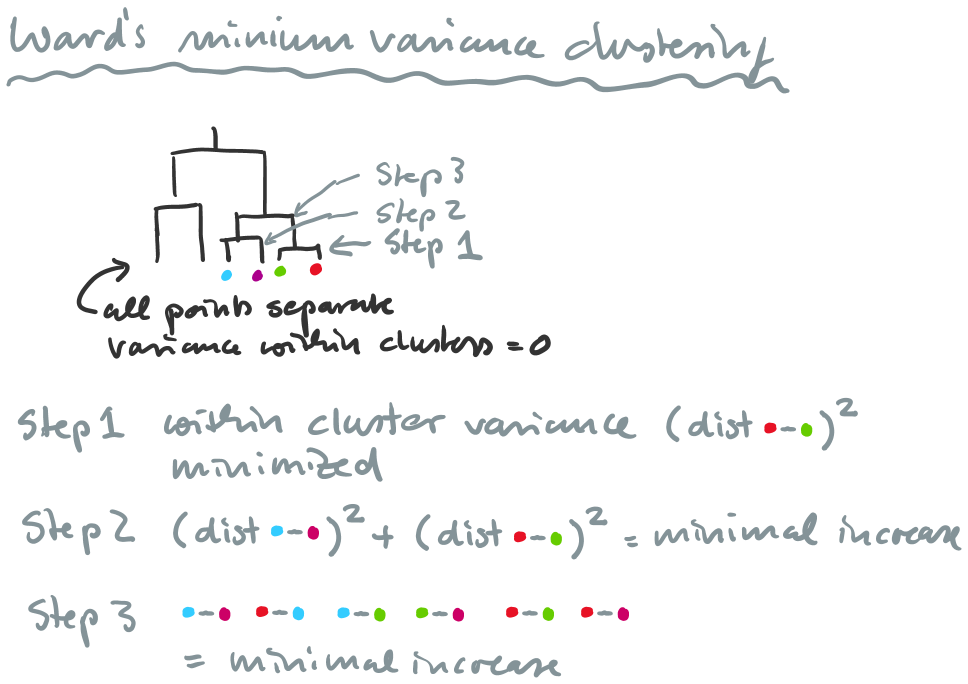 Ward's minium variance clustering
Step 3
Step 2
Step 1
all points separate
variance within clusters = 0
Step 1 within cluster variance (dist - )²
minimized
Step 2 (dist - )² + (dist - )² = minimal increase
Step 3 - - - - - -
= minimal increase